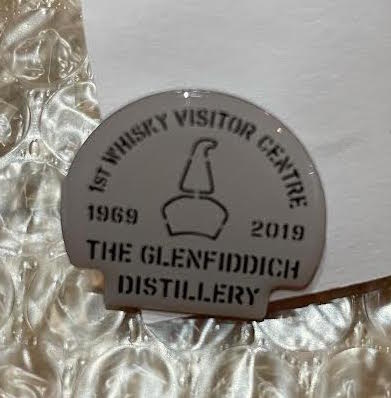 1ST WHISKY VISITOR CENTRE
1969 2019
THE GLENFIDDICH
DISTILLERY